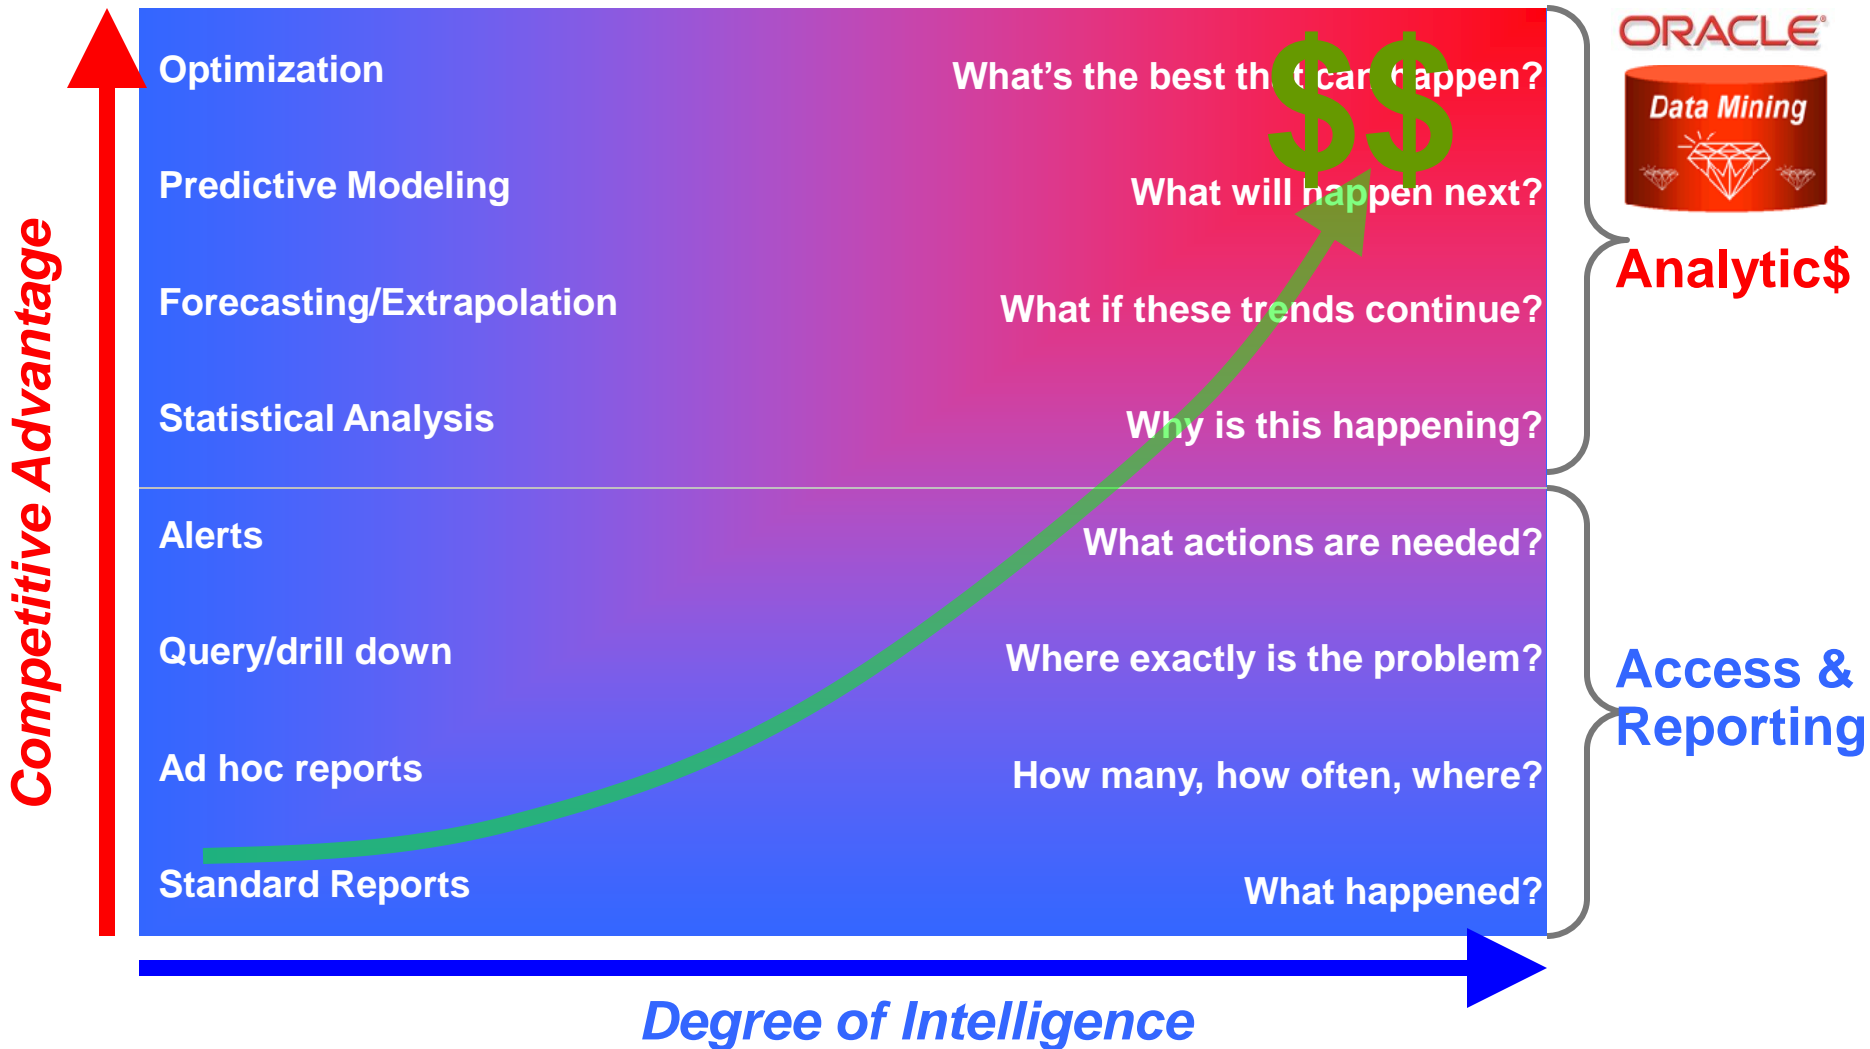 ORACLE®
Data Mining
Analytic$
Access &
Reporting
Competitive Advantage
$$
Optimization
What's the best that can happen?
Predictive Modeling
What will happen next?
Forecasting/Extrapolation
What if these trends continue?
Statistical Analysis
Why is this happening?
Alerts
What actions are needed?
Query/drill down
Where exactly is the problem?
Ad hoc reports
How many, how often, where?
Standard Reports
What happened?
Degree of Intelligence